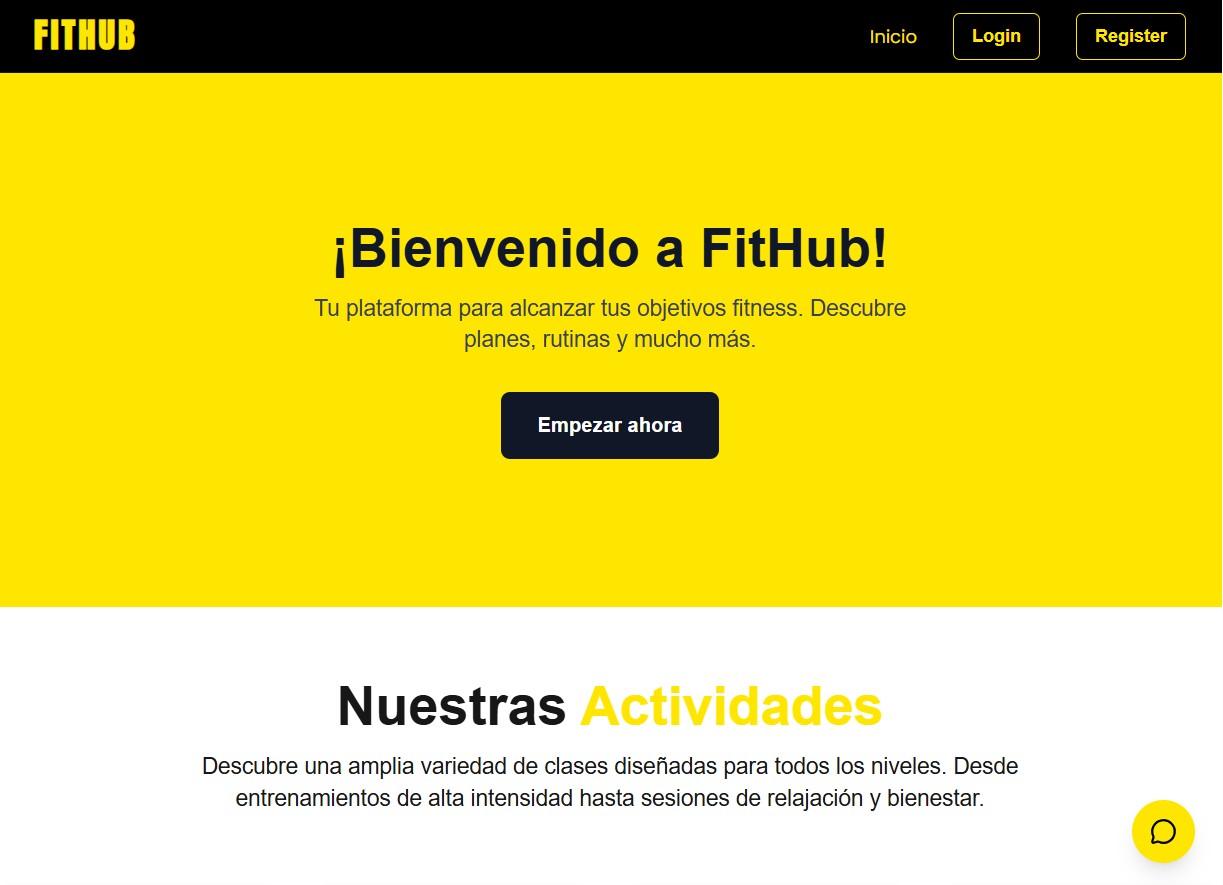 FITHUB
Inicio
Login
Register
¡Bienvenido a FitHub!
Tu plataforma para alcanzar tus objetivos fitness. Descubre
planes, rutinas y mucho más.
Empezar ahora
Nuestras Actividades
Descubre una amplia variedad de clases diseñadas para todos los niveles. Desde
entrenamientos de alta intensidad hasta sesiones de relajación y bienestar.